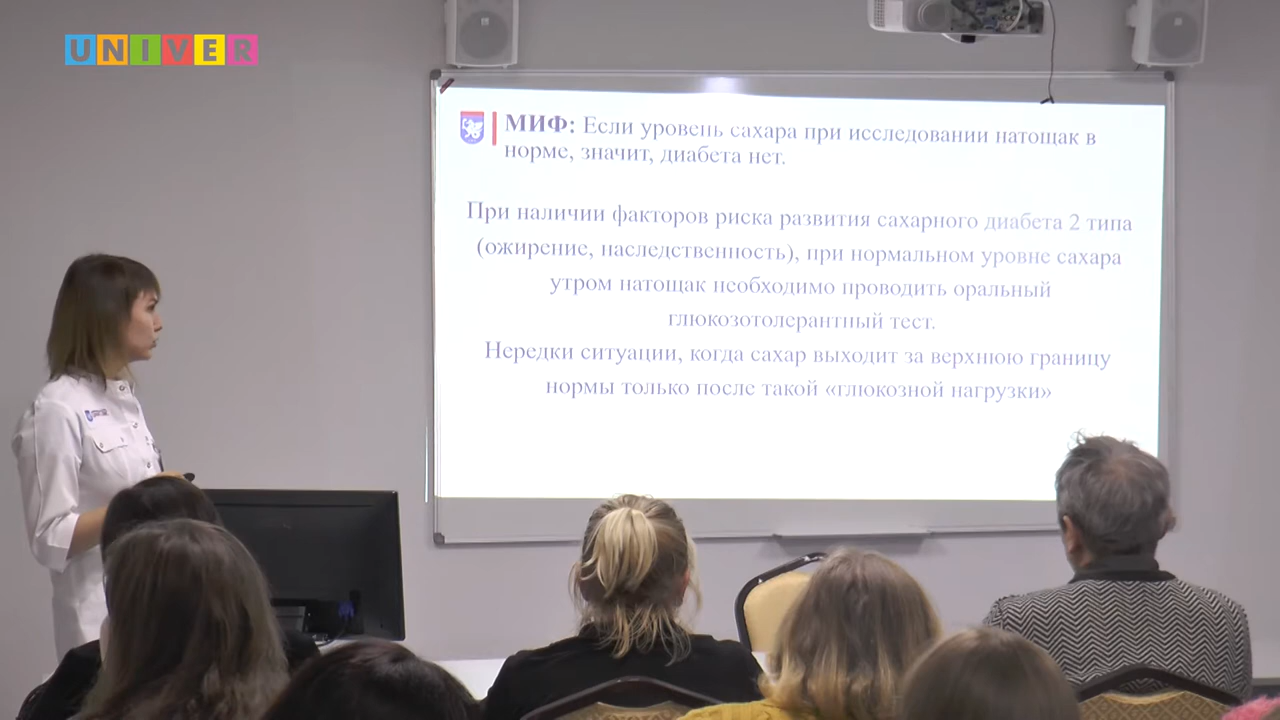 UNIVER
МИФ: Если уровень сахара при исследовании натощак в
норме, значит, диабета нет.
При наличии факторов риска развития сахарного диабета 2 типа
(ожирение, наследственность), при нормальном уровне сахара
утром натощак необходимо проводить оральный
глюкозотолерантный тест.
Нередки ситуации, когда сахар выходит за верхнюю границу
нормы только после такой «глюкозной нагрузки»